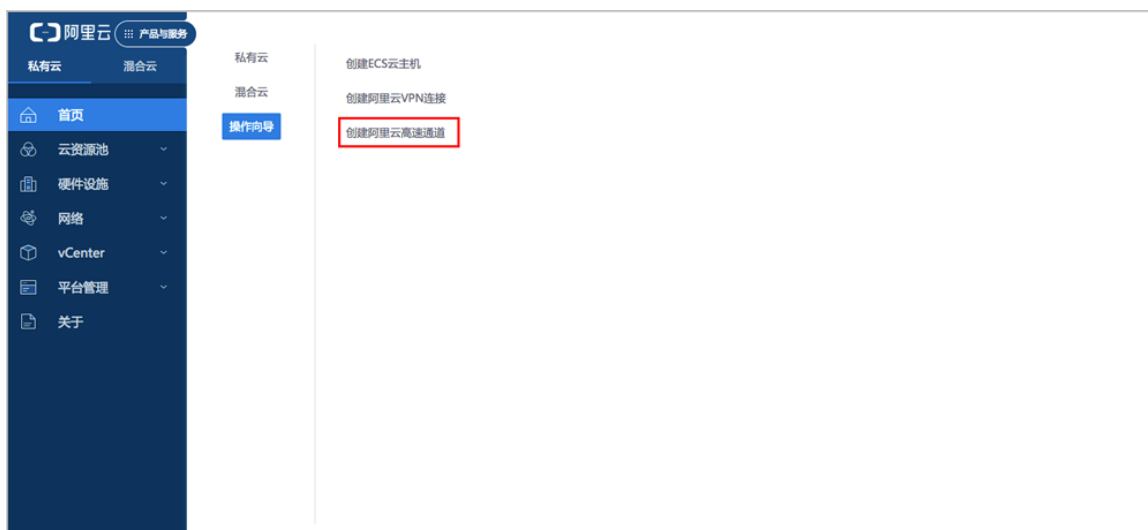 阿里云 产品与服务
私有云 混合云
首页
云资源池
硬件设施
网络
vCenter
平台管理
关于
私有云
混合云
操作向导
创建ECS云主机
创建阿里云VPN连接
创建阿里云高速通道